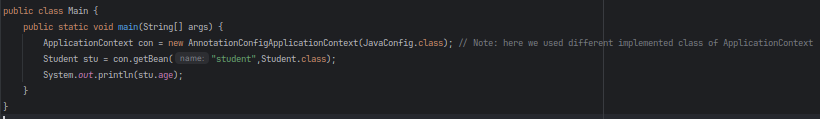 public class Main {
public static void main(String[] args) {
ApplicationContext con = new AnnotationConfigApplicationContext(JavaConfig.class); // Note: here we used different implemented class of ApplicationContext
Student stu = con.getBean( name: "student",Student.class);
System.out.println(stu.age);
}
}